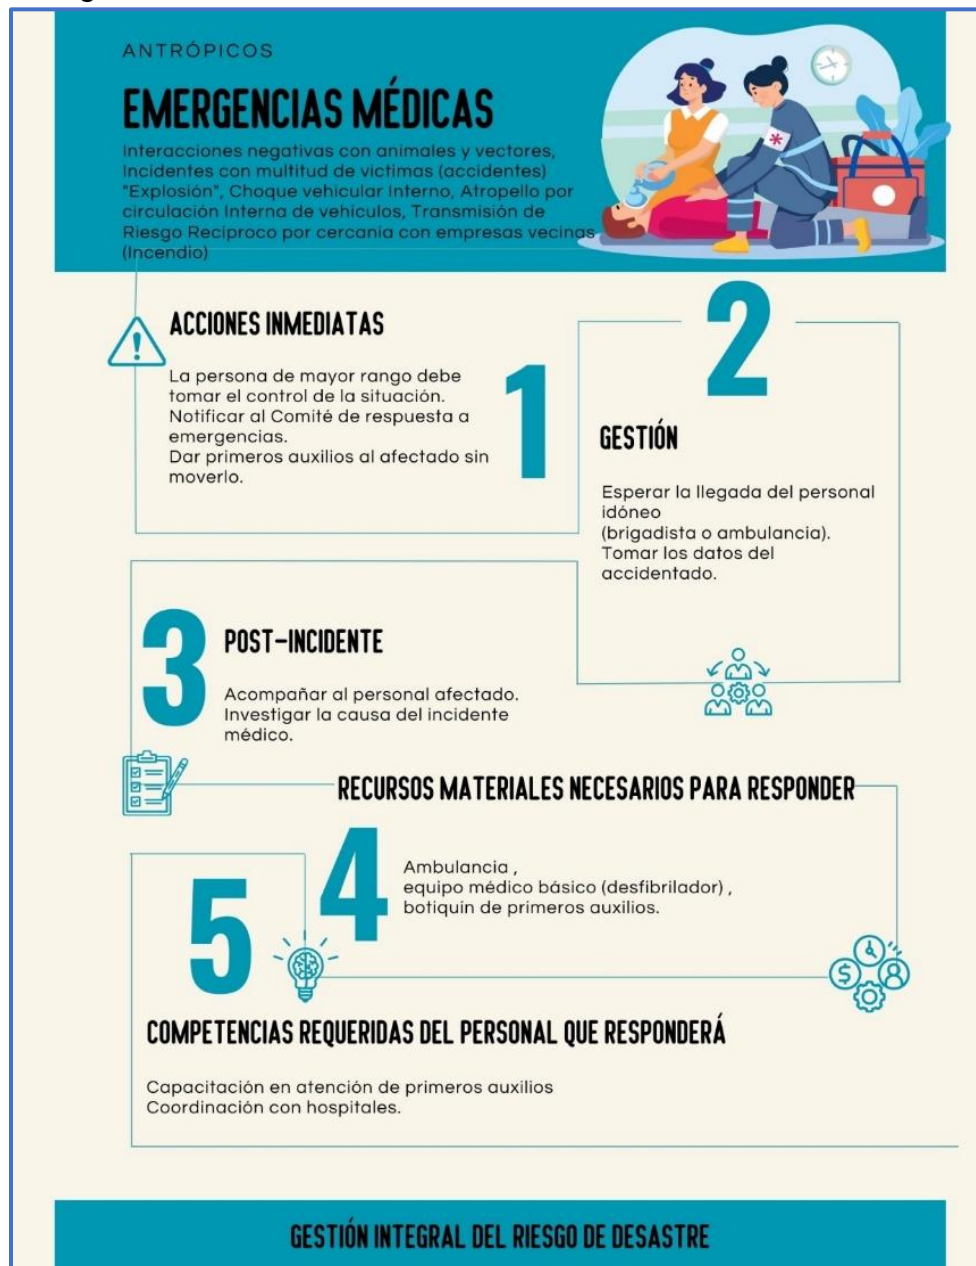 ANTRÓPICOS
EMERGENCIAS MÉDICAS
Interacciones negativas con animales y vectores,
Incidentes con multitud de victimas (accidentes)
"Explosión", Choque vehicular Interno, Atropello por
circulación Interna de vehículos, Transmisión de
Riesgo Recíproco por cercanía con empresas vecinas
(Incendio)
1
ACCIONES INMEDIATAS
La persona de mayor rango debe
tomar el control de la situación.
Notificar al Comité de respuesta a
emergencias.
Dar primeros auxilios al afectado sin
moverlo.
2
GESTIÓN
Esperar la llegada del personal
idóneo
(brigadista o ambulancia).
Tomar los datos del
accidentado.
3
POST-INCIDENTE
Acompañar al personal afectado.
Investigar la causa del incidente
médico.
RECURSOS MATERIALES NECESARIOS PARA RESPONDER
4
Ambulancia ,
equipo médico básico (desfibrilador) ,
botiquín de primeros auxilios.
5
COMPETENCIAS REQUERIDAS DEL PERSONAL QUE RESPONDERÁ
Capacitación en atención de primeros auxilios
Coordinación con hospitales.
GESTIÓN INTEGRAL DEL RIESGO DE DESASTRE